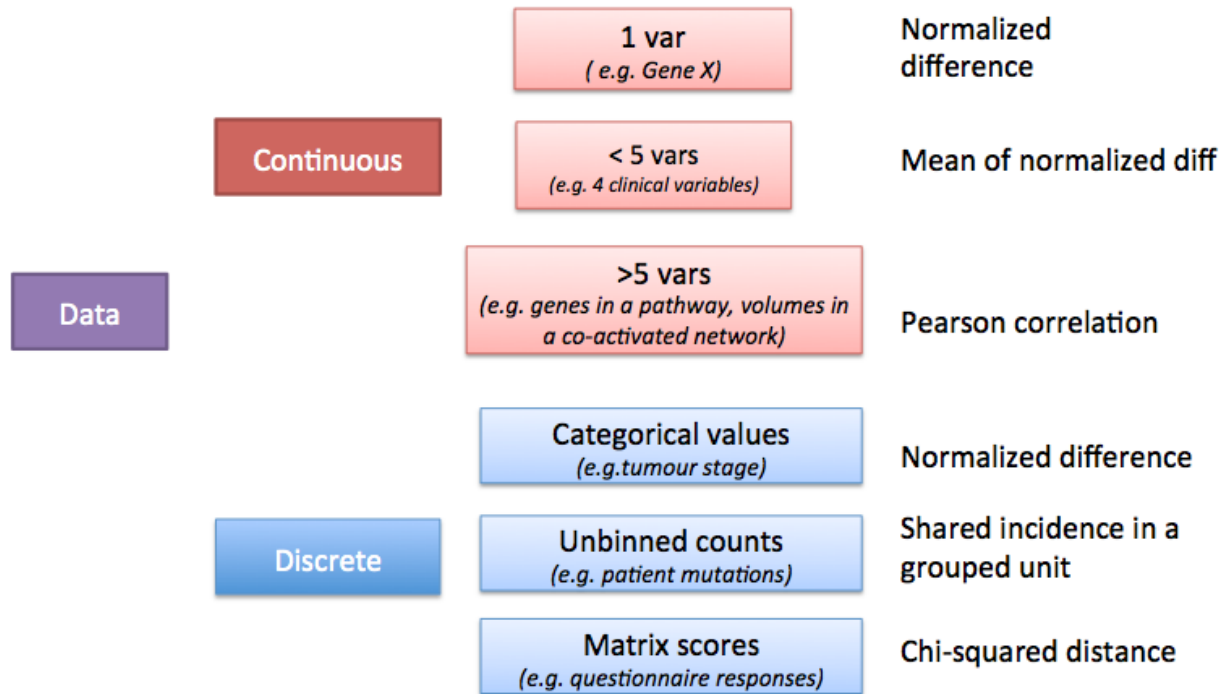 Data
Continuous
1 var
( e.g. Gene X)
Normalized
difference
< 5 vars
(e.g. 4 clinical variables)
Mean of normalized diff
>5 vars
(e.g. genes in a pathway, volumes in
a co-activated network)
Pearson correlation
Discrete
Categorical values
(e.g.tumour stage)
Normalized difference
Unbinned counts
(e.g. patient mutations)
Shared incidence in a
grouped unit
Matrix scores
(e.g. questionnaire responses)
Chi-squared distance